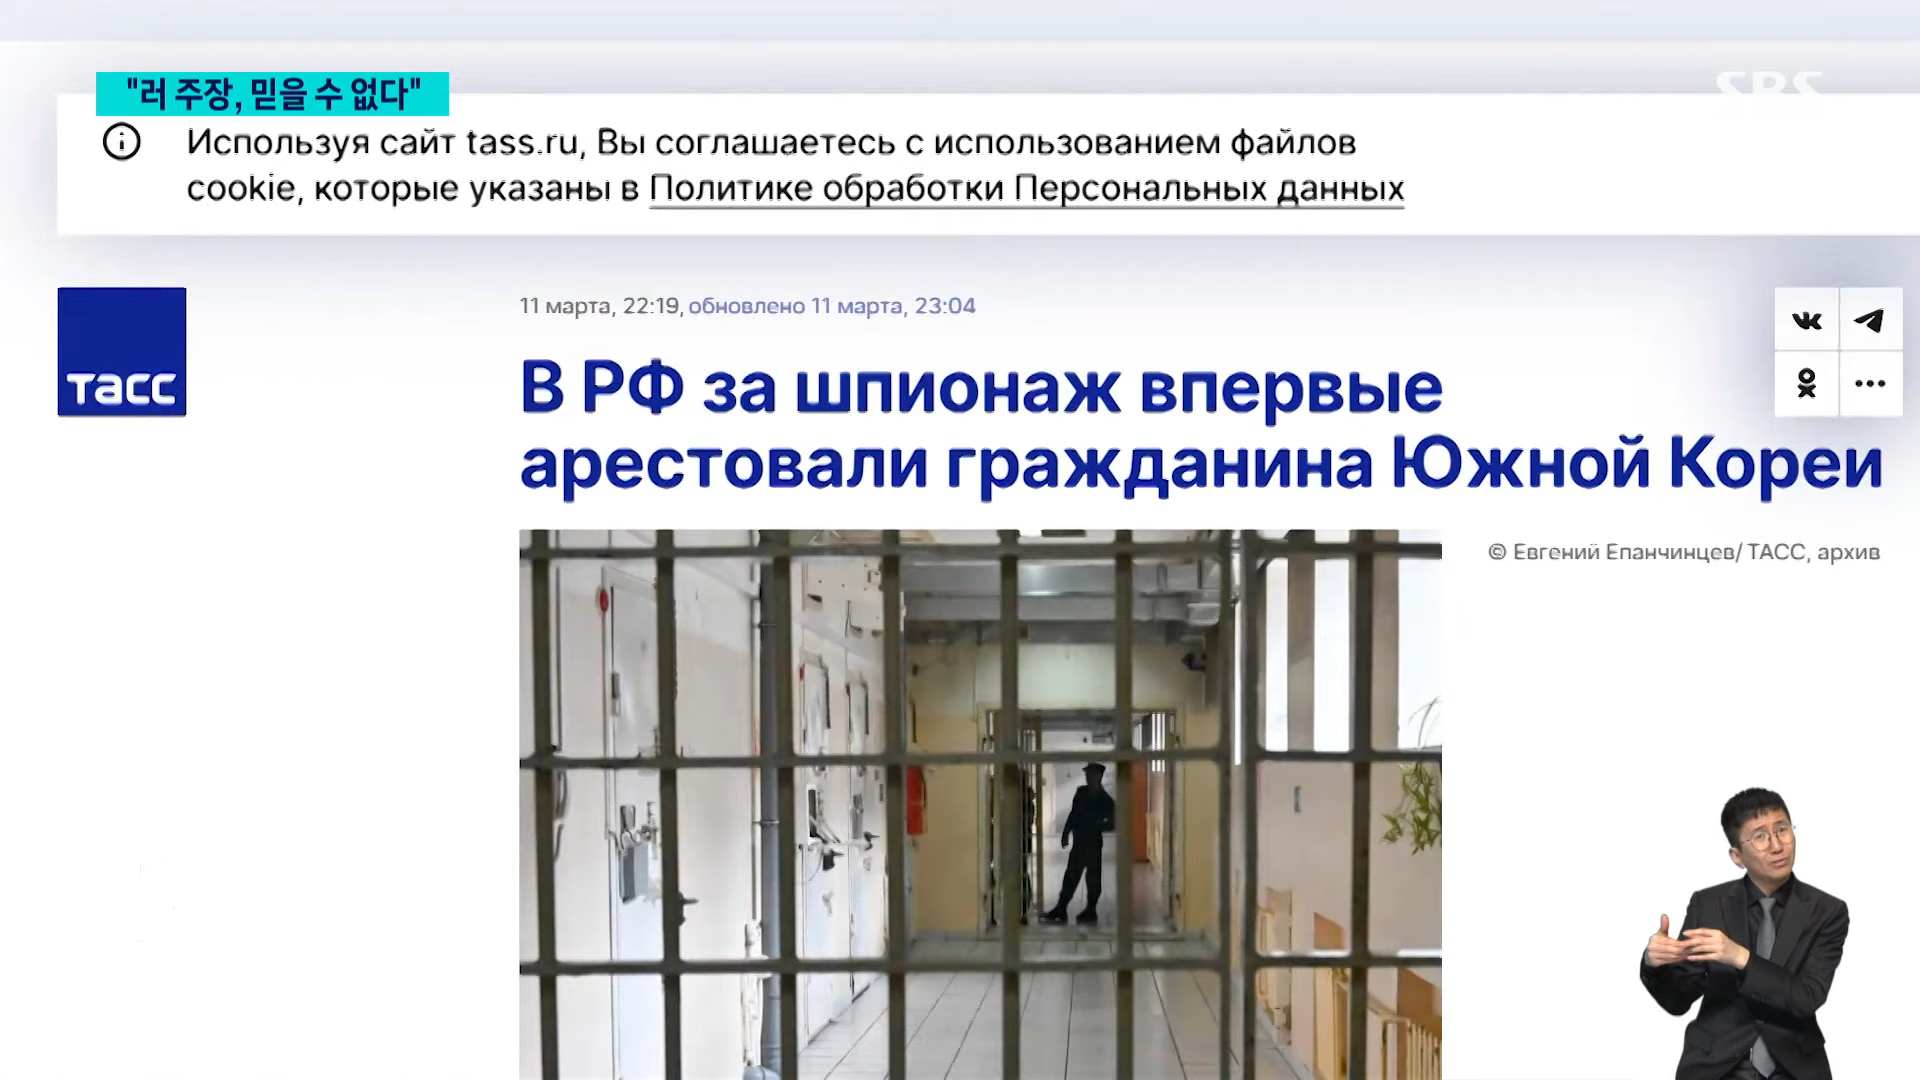 "러 주장, 믿을 수 없다"
SBS
Используя сайт tass.ru, Вы соглашаетесь с использованием файлов
cookie, которые указаны в Политике обработки Персональных данных
тасс
11 марта, 22:19, обновлено 11 марта, 23:04
В РФ за шпионаж впервые
арестовали гражданина Южной Кореи
© Евгений Епанчинцев/ ТАСС, архив